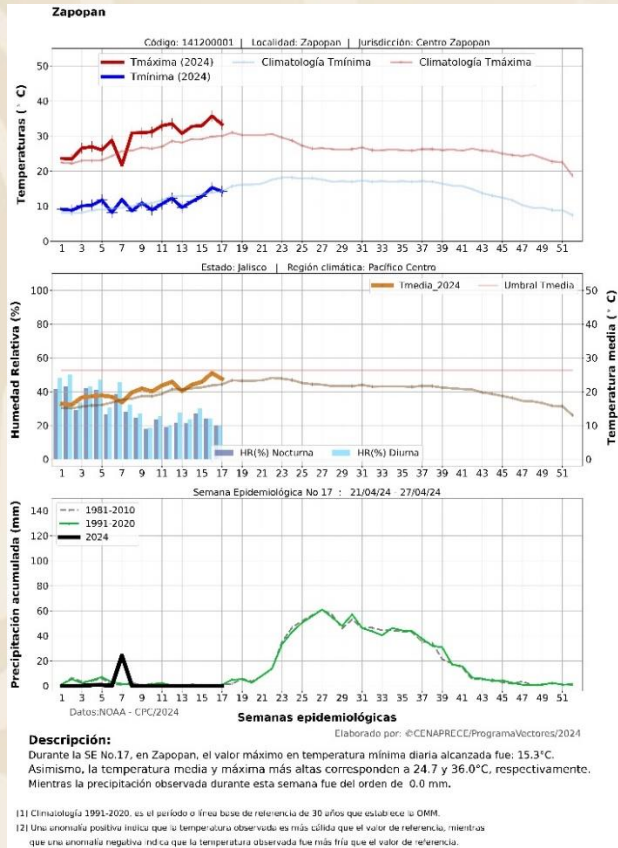 Zapopan
Código: 141200001 | Localidad: Zapopan | Jurisdicción: Centro Zapopan
Tmáxima (2024)
Tmínima (2024)
Climatología Tmínima
Climatología Tmáxima
Temperaturas (° C)
50
40
30
20
10
0
1 3 5 7 9 11 13 15 17 19 21 23 25 27 29 31 33 35 37 39 41 43 45 47 49 51
Estado: Jalisco | Región climática: Pacífico Centro
Tmedia_2024
Umbral Tmedia
Humedad Relativa (%)
100
80
60
40
20
0
Temperatura media (° C)
50
40
30
20
10
0
HR(%) Nocturna
HR(%) Diurna
1 3 5 7 9 11 13 15 17 19 21 23 25 27 29 31 33 35 37 39 41 43 45 47 49 51
Semana Epidemiológica No 17 : 21/04/24 - 27/04/24
1981-2010
1991-2020
2024
Precipitación acumulada (mm)
140
120
100
80
60
40
20
0
1 3 5 7 9 11 13 15 17 19 21 23 25 27 29 31 33 35 37 39 41 43 45 47 49 51
Datos:NOAA - CPC/2024
Semanas epidemiológicas
Elaborado por: ©CENAPRECE/ProgramaVectores/2024
Descripción:
Durante la SE No.17, en Zapopan, el valor máximo en temperatura mínima diaria alcanzada fue: 15.3°C.
Asimismo, la temperatura media y máxima más altas corresponden a 24.7 y 36.0°C, respectivamente.
Mientras la precipitación observada durante esta semana fue del orden de 0.0 mm.
[1] Climatología 1991-2020, es el período o línea base de referencia de 30 años que establece la OMM.
[2] Una anomalía positiva indica que la temperatura observada es más cálida que el valor de referencia, mientras
que una anomalía negativa indica que la temperatura observada fue más fría que el valor de referencia.